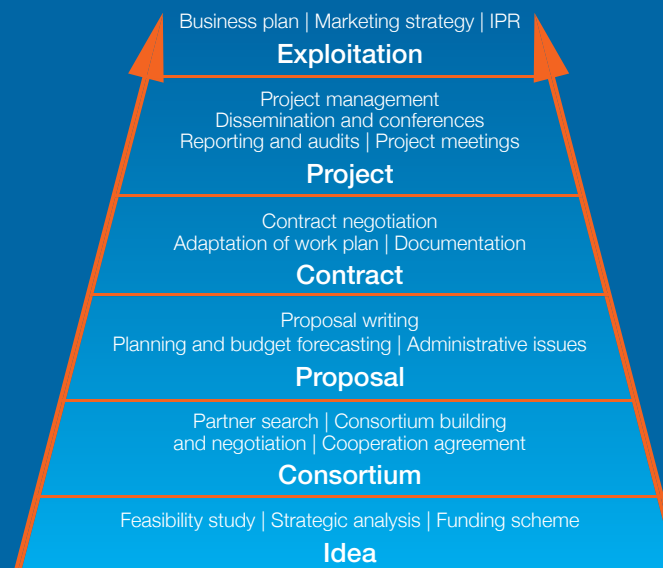 Business plan | Marketing strategy | IPR
Exploitation
Project management
Dissemination and conferences
Reporting and audits | Project meetings
Project
Contract negotiation
Adaptation of work plan | Documentation
Contract
Proposal writing
Planning and budget forecasting | Administrative issues
Proposal
Partner search | Consortium building
and negotiation | Cooperation agreement
Consortium
Feasibility study | Strategic analysis | Funding scheme
Idea